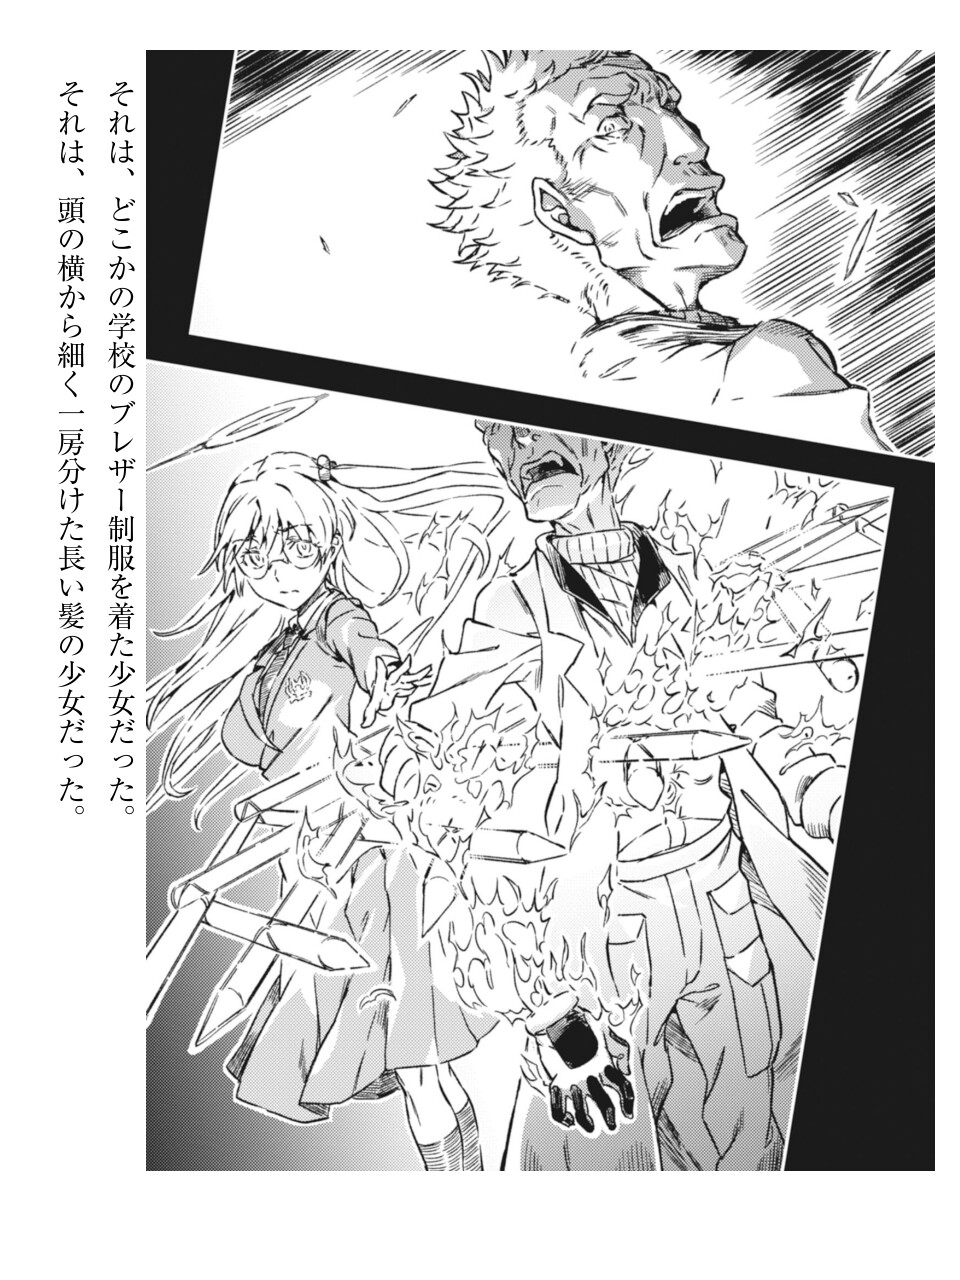 それは、どこかの学校のブレザー制服を着た少女だった。
それは、頭の横から細く一房分けた長い髪の少女だった。